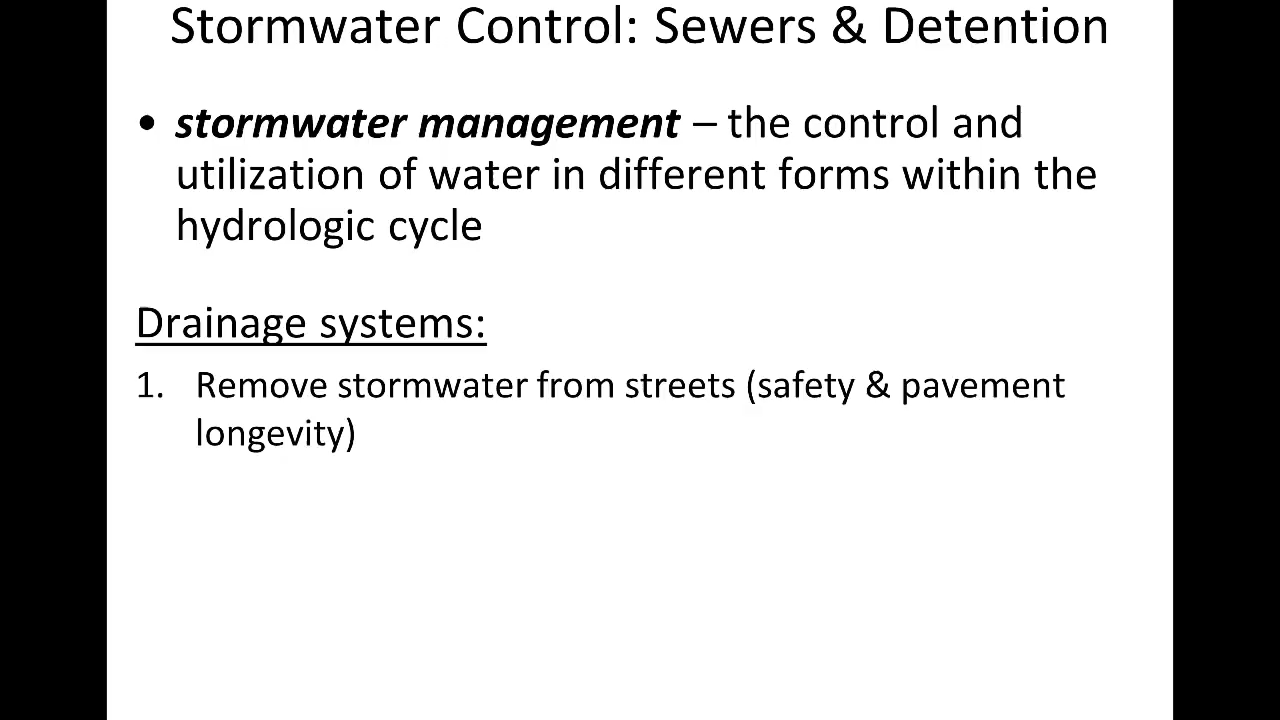 Stormwater Control: Sewers & Detention
• stormwater management – the control and
utilization of water in different forms within the
hydrologic cycle
Drainage systems:
1. Remove stormwater from streets (safety & pavement
longevity)